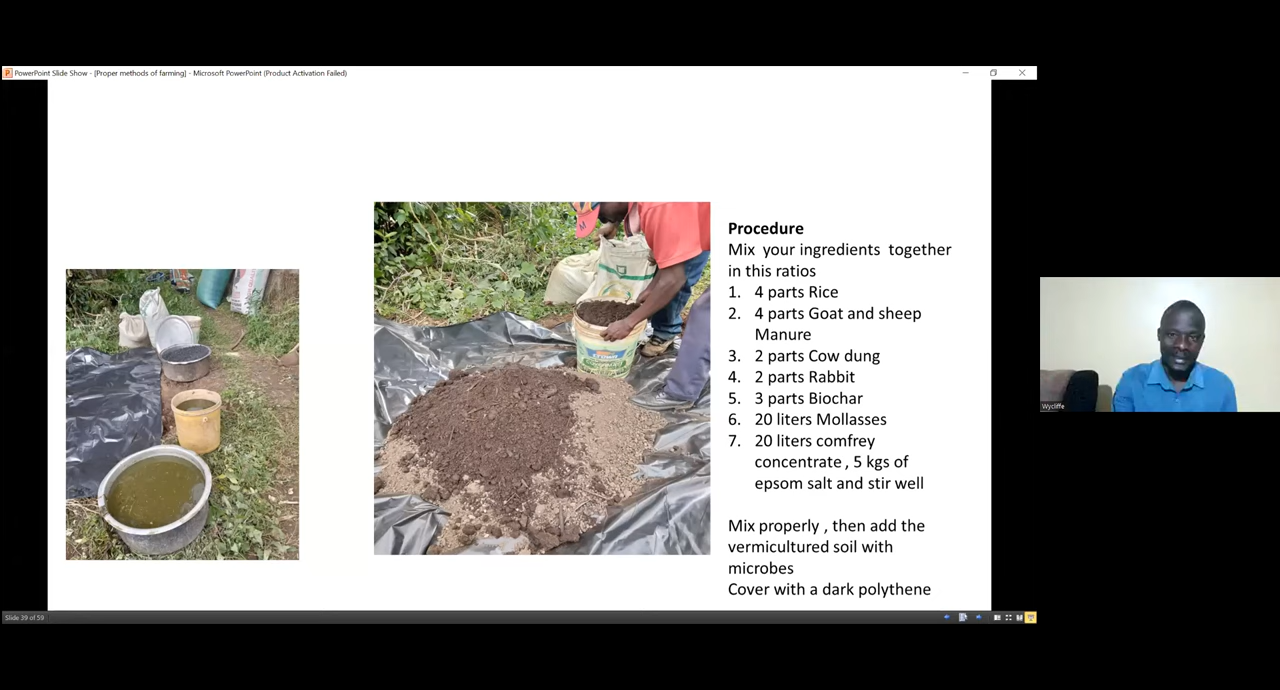 PowerPoint Slide Show - [Proper methods of farming] - Microsoft PowerPoint (Product Activation Failed)
Procedure
Mix your ingredients together
in this ratios
1. 4 parts Rice
2. 4 parts Goat and sheep
Manure
3. 2 parts Cow dung
4. 2 parts Rabbit
5. 3 parts Biochar
6. 20 liters Mollasses
7. 20 liters comfrey
concentrate , 5 kgs of
epsom salt and stir well
Mix properly , then add the
vermicultured soil with
microbes
Cover with a dark polythene
Slide 39 of 59
Wycliffe